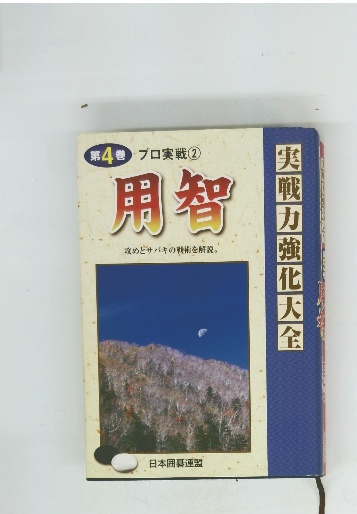 第4巻 プロ実戦②
用智
攻めとサバキの戦術を解説。
日本囲碁連盟
実戦力強化大全